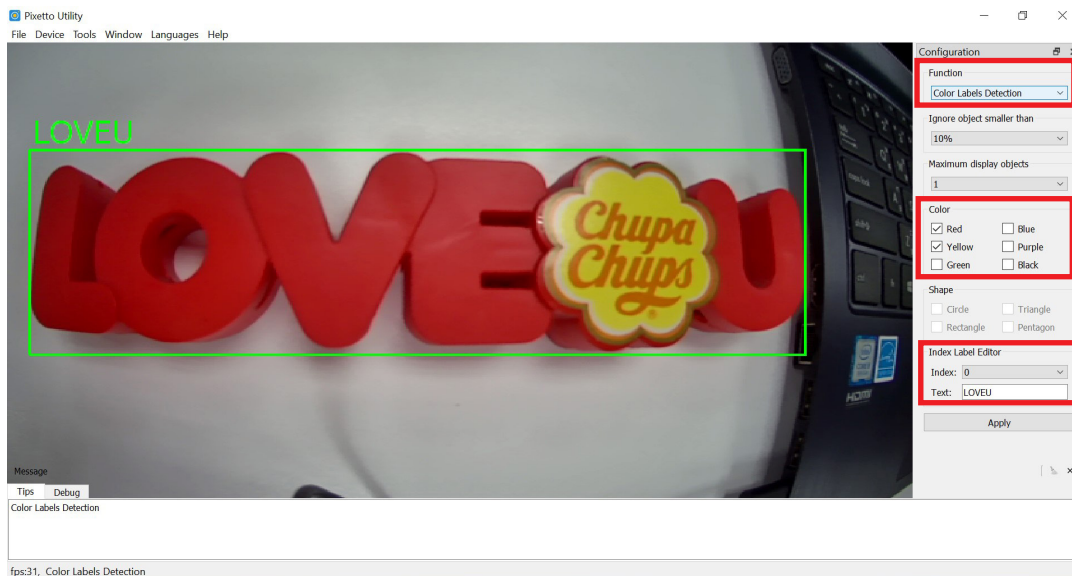 Pixetto Utility
File Device Tools Window Languages Help
LOVEU
LOVEU
Chupa
Chups
®
HDMI
Configuration
Function
Color Labels Detection
Ignore object smaller than
10%
Maximum display objects
1
Color
Red Blue
Yellow Purple
Green Black
Shape
Circle Triangle
Rectangle Pentagon
Index Label Editor
Index: 0
Text: LOVEU
Apply
Message
Tips Debug
Color Labels Detection
fps:31, Color Labels Detection